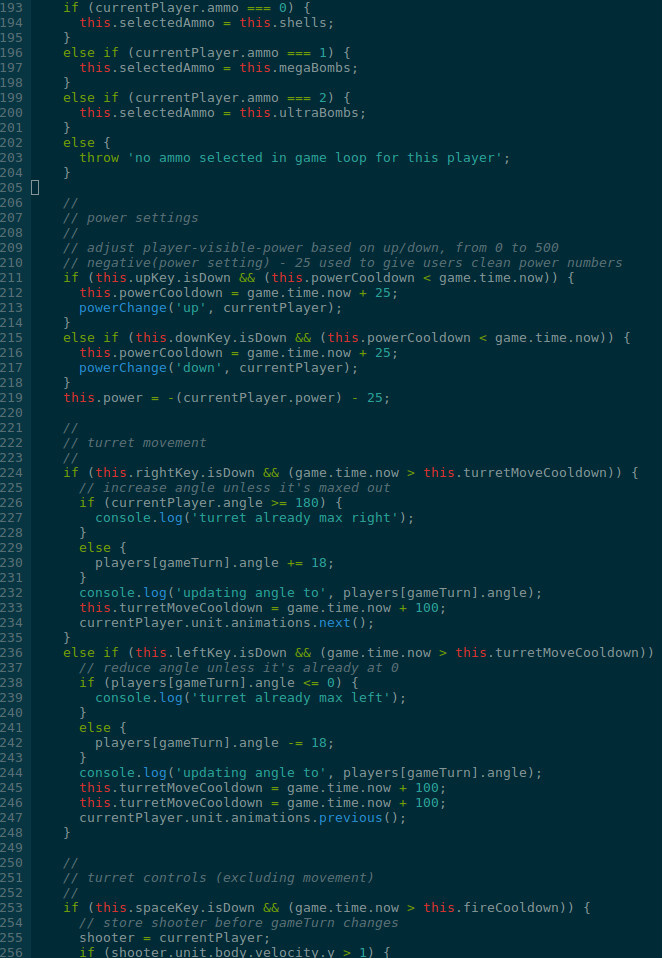 193     if (currentPlayer.ammo === 0) {
194       this.selectedAmmo = this.shells;
195     }
196     else if (currentPlayer.ammo === 1) {
197       this.selectedAmmo = this.megaBombs;
198     }
199     else if (currentPlayer.ammo === 2) {
200       this.selectedAmmo = this.ultraBombs;
201     }
202     else {
203       throw 'no ammo selected in game loop for this player';
204     }
205
206     //
207     // power settings
208     //
209     // adjust player-visible-power based on up/down, from 0 to 500
210     // negative(power setting) - 25 used to give users clean power numbers
211     if (this.upKey.isDown && (this.powerCooldown < game.time.now)) {
212       this.powerCooldown = game.time.now + 25;
213       powerChange('up', currentPlayer);
214     }
215     else if (this.downKey.isDown && (this.powerCooldown < game.time.now)) {
216       this.powerCooldown = game.time.now + 25;
217       powerChange('down', currentPlayer);
218     }
219     this.power = -(currentPlayer.power) - 25;
220
221     //
222     // turret movement
223     //
224     if (this.rightKey.isDown && (game.time.now > this.turretMoveCooldown)) {
225       // increase angle unless it's maxed out
226       if (currentPlayer.angle >= 180) {
227         console.log('turret already max right');
228       }
229       else {
230         players[gameTurn].angle += 18;
231       }
232       console.log('updating angle to', players[gameTurn].angle);
233       this.turretMoveCooldown = game.time.now + 100;
234       currentPlayer.unit.animations.next();
235     }
236     else if (this.leftKey.isDown && (game.time.now > this.turretMoveCooldown))
237       // reduce angle unless it's already at 0
238       if (players[gameTurn].angle <= 0) {
239         console.log('turret already max left');
240       }
241       else {
242         players[gameTurn].angle -= 18;
243       }
244       console.log('updating angle to', players[gameTurn].angle);
245       this.turretMoveCooldown = game.time.now + 100;
246       this.turretMoveCooldown = game.time.now + 100;
247       currentPlayer.unit.animations.previous();
248     }
249
250     //
251     // turret controls (excluding movement)
252     //
253     if (this.spaceKey.isDown && (game.time.now > this.fireCooldown)) {
254       // store shooter before gameTurn changes
255       shooter = currentPlayer;
256       if (shooter.unit.body.velocity.y > 1) {